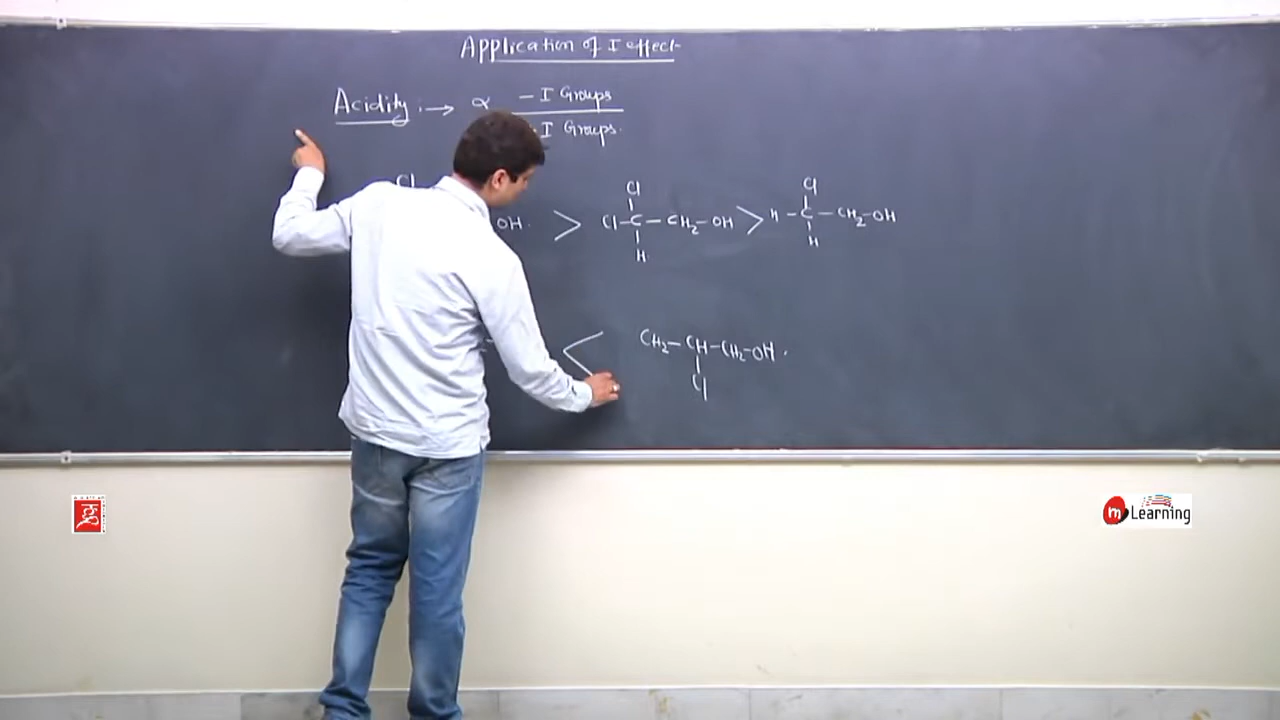 Application of I effect
Acidity :→ ∝ – I Groups
I Groups.
Cl Cl Cl
OH. > Cl–C–CH2–OH > H–C–CH2–OH
H H
< CH2–CH–CH2–OH.
Cl
m Learning